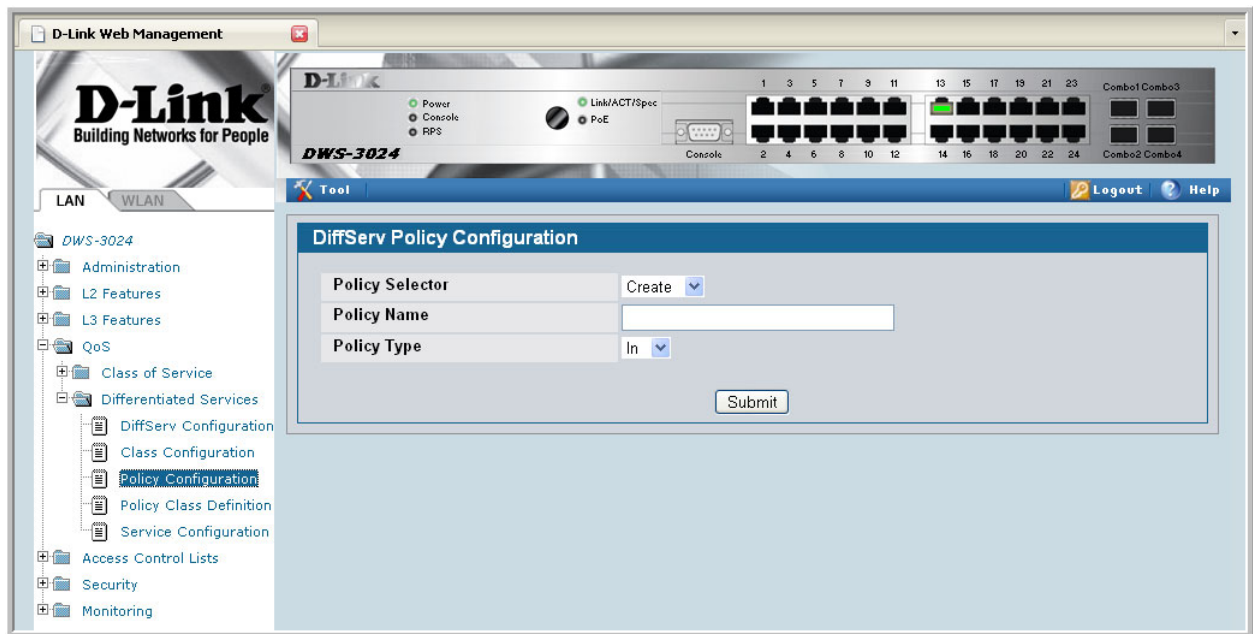 D-Link Web Management
D-Link®
Building Networks for People
D-Link
Power
Console
RPS
Link/ACT/Spec
PoE
DWS-3024
Console
1 3 5 7 9 11 13 15 17 19 21 23
2 4 6 8 10 12 14 16 18 20 22 24
Combo1 Combo3
Combo2 Combo4
LAN
WLAN
Tool
Logout
Help
DWS-3024
Administration
L2 Features
L3 Features
QoS
Class of Service
Differentiated Services
DiffServ Configuration
Class Configuration
Policy Configuration
Policy Class Definition
Service Configuration
Access Control Lists
Security
Monitoring
DiffServ Policy Configuration
Policy Selector
Create
Policy Name
Policy Type
In
Submit